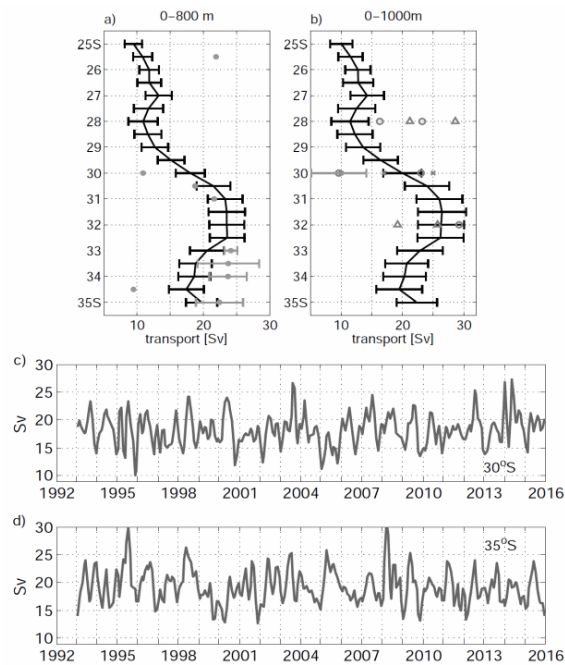 a) 0–800 m
b) 0–1000m
25S
26
27
28
29
30
31
32
33
34
35S
25S
26
27
28
29
30
31
32
33
34
35S
10 20 30
10 20 30
transport [Sv]
transport [Sv]
c)
30
25
20
15
10
Sv
30°S
1992 1995 1998 2001 2004 2007 2010 2013 2016
d)
30
25
20
15
10
Sv
35°S
1992 1995 1998 2001 2004 2007 2010 2013 2016